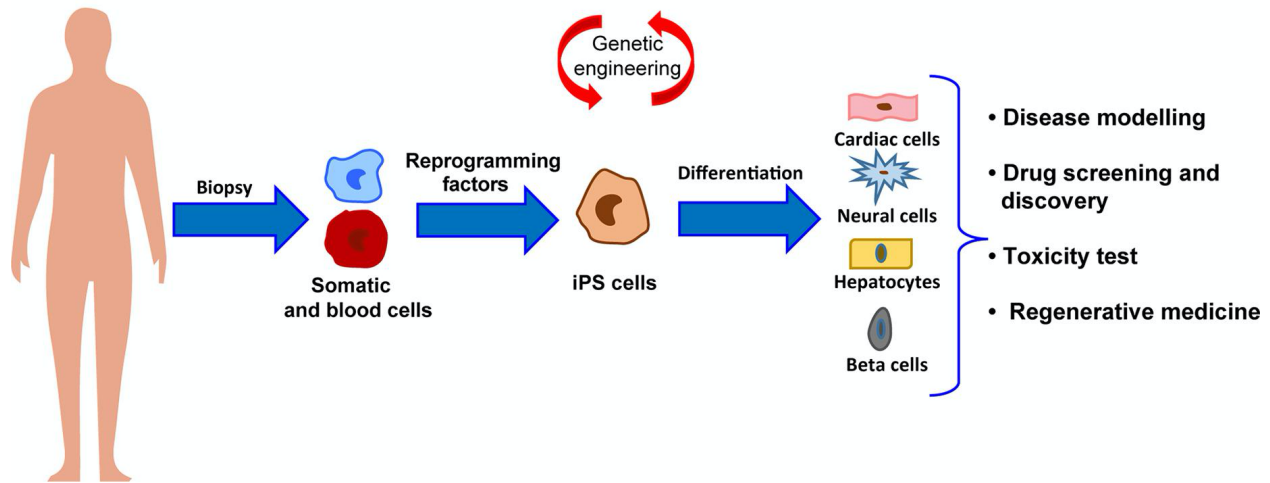 Genetic
engineering
Biopsy
Somatic
and blood cells
Reprogramming
factors
iPS cells
Differentiation
Cardiac cells
Neural cells
Hepatocytes
Beta cells
• Disease modelling
• Drug screening and
discovery
• Toxicity test
• Regenerative medicine